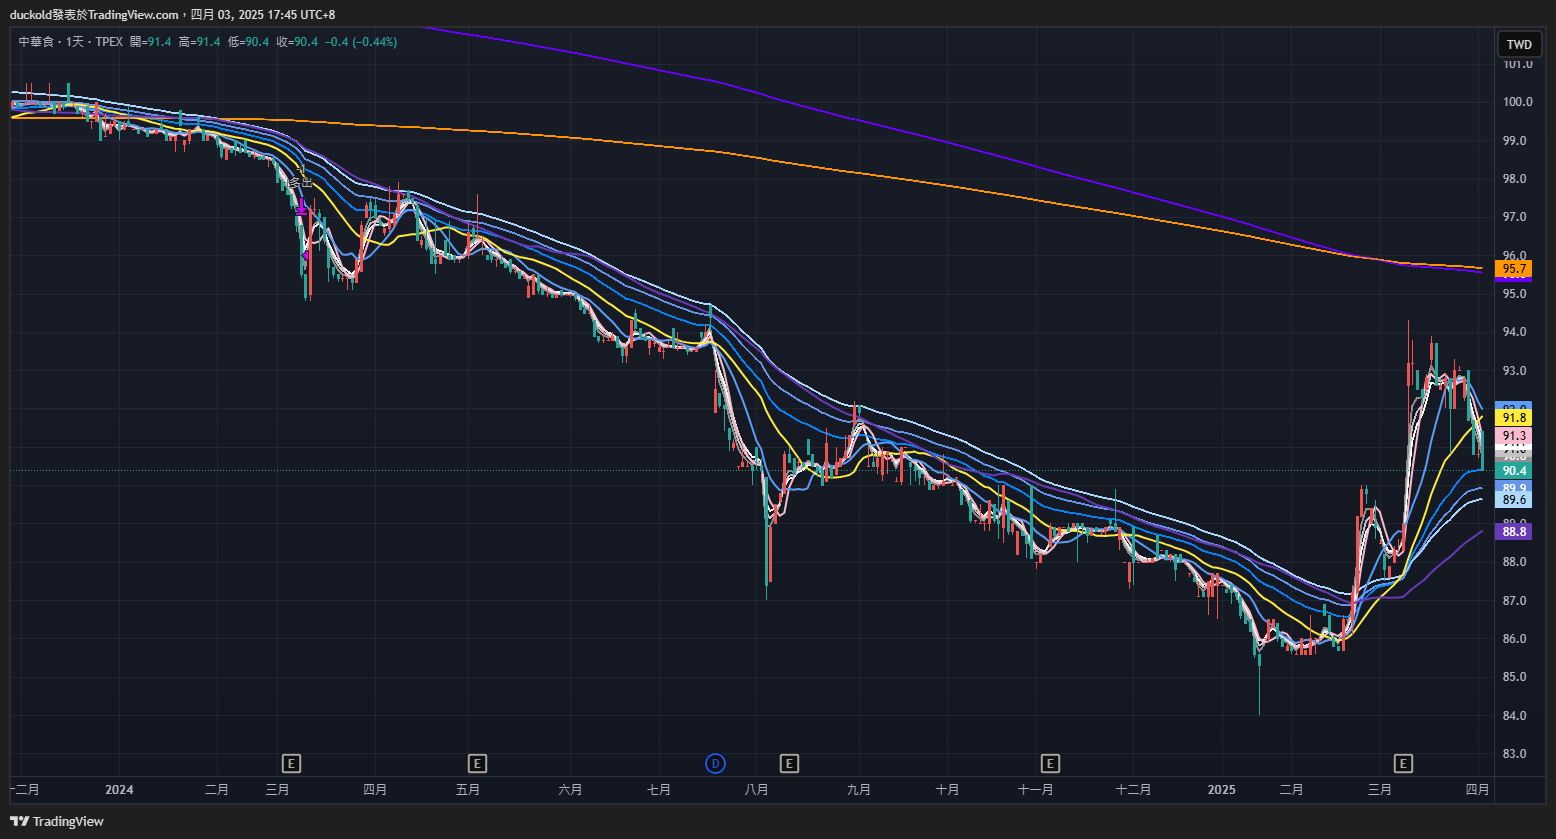 duckold發表於TradingView.com，四月 03, 2025 17:45 UTC+8
中華食・1天・TPEX 開=91.4 高=91.4 低=90.4 收=90.4 −0.4 (−0.44%)
TWD
101.0
100.0
99.0
98.0
97.0
96.0
95.7
95.0
94.0
93.0
91.8
91.3
90.4
89.9
89.6
89.0
88.8
88.0
87.0
86.0
85.0
84.0
83.0
-1
多出
E
E
D
E
E
E
十二月 2024 二月 三月 四月 五月 六月 七月 八月 九月 十月 十一月 十二月 2025 二月 三月 四月
TradingView